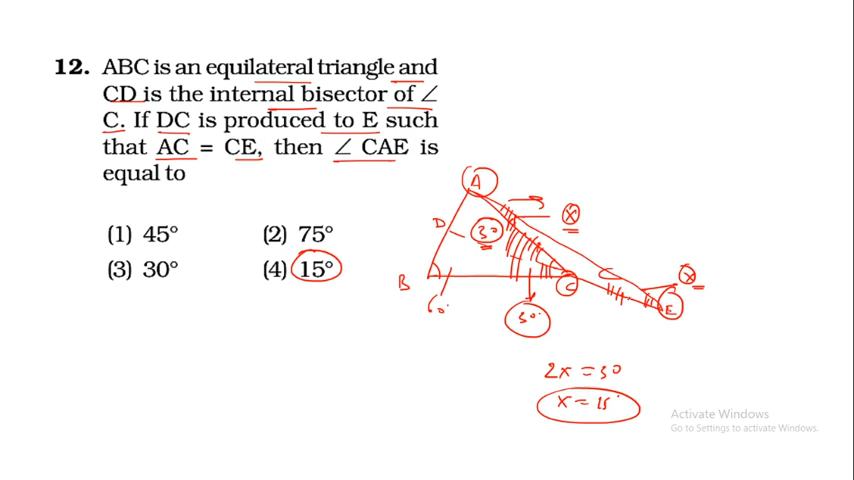 12. ABC is an equilateral triangle and
CD is the internal bisector of ∠
C. If DC is produced to E such
that AC = CE, then ∠ CAE is
equal to
(1) 45° (2) 75°
(3) 30° (4) 15°
A
D
30
x
B
60°
C
30°
x
E
2x = 30
x = 15°
Activate Windows
Go to Settings to activate Windows.